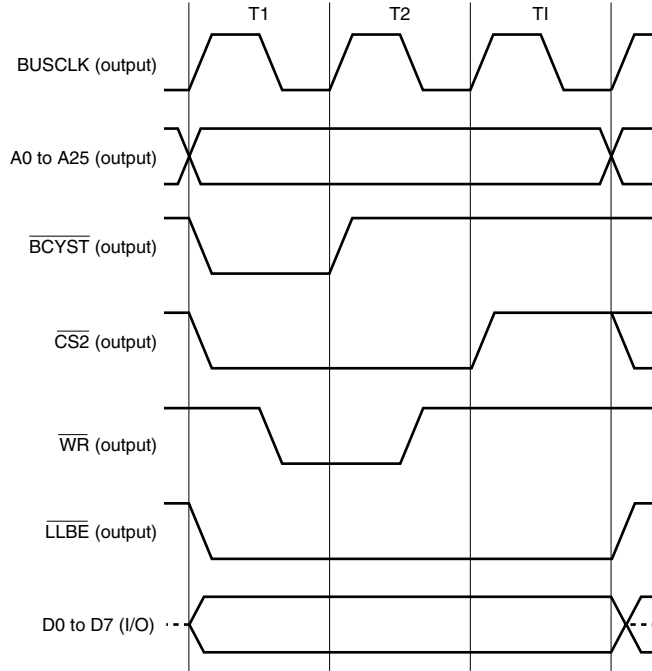 T1 T2 TI
BUSCLK (output)
A0 to A25 (output)
BCYST (output)
CS2 (output)
WR (output)
LLBE (output)
D0 to D7 (I/O)